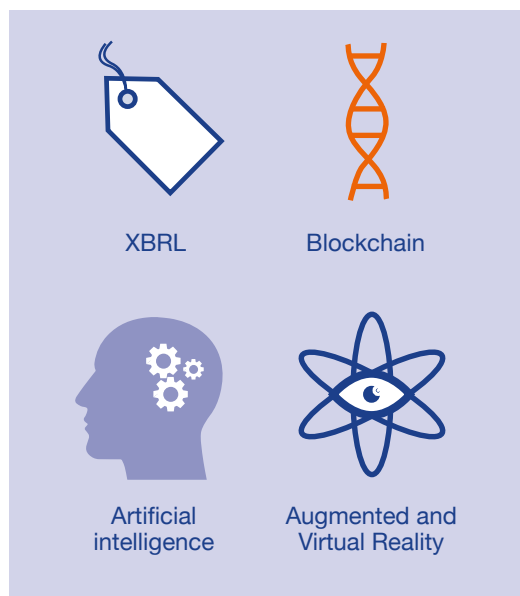 XBRL
Blockchain
Artificial
intelligence
Augmented and
Virtual Reality